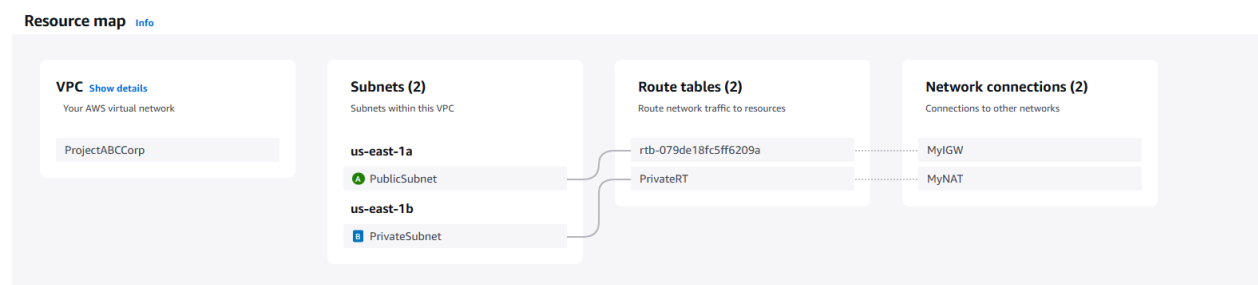 Resource map Info
VPC Show details
Your AWS virtual network
ProjectABCCorp
Subnets (2)
Subnets within this VPC
us-east-1a
A PublicSubnet
us-east-1b
B PrivateSubnet
Route tables (2)
Route network traffic to resources
rtb-079de18fc5ff6209a
PrivateRT
Network connections (2)
Connections to other networks
MyIGW
MyNAT